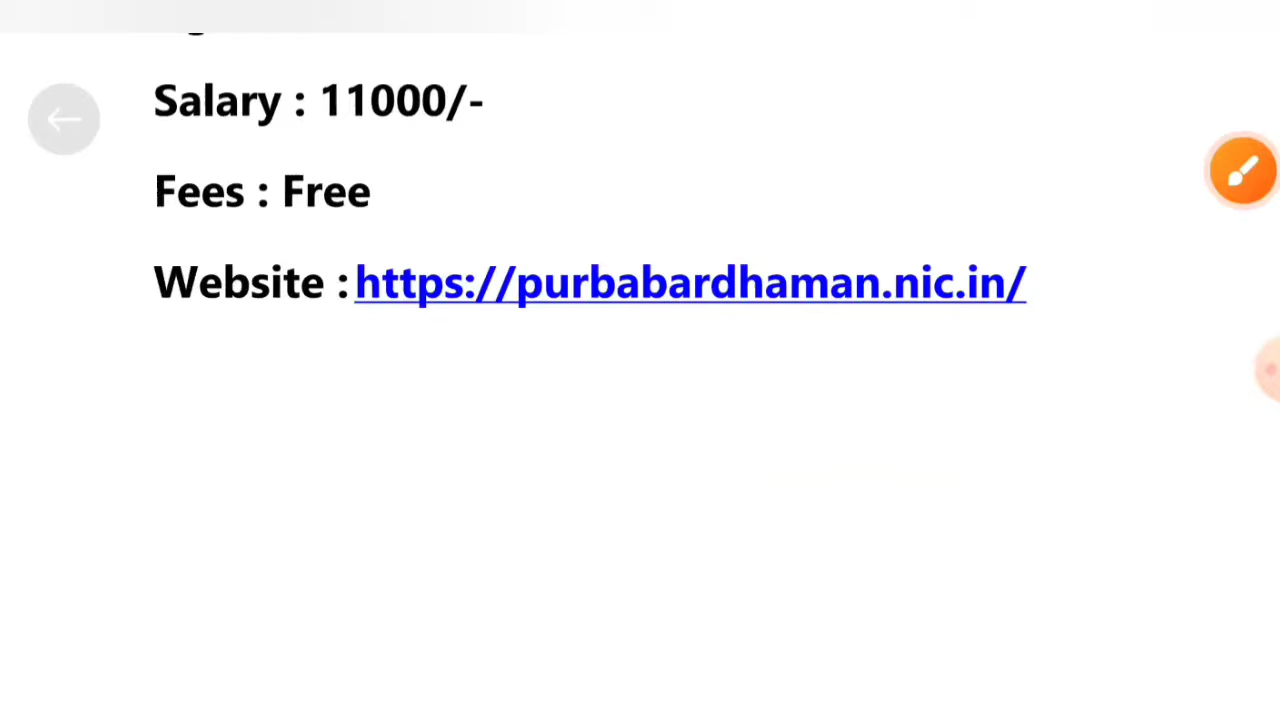 Salary : 11000/-
Fees : Free
Website : https://purbabardhaman.nic.in/